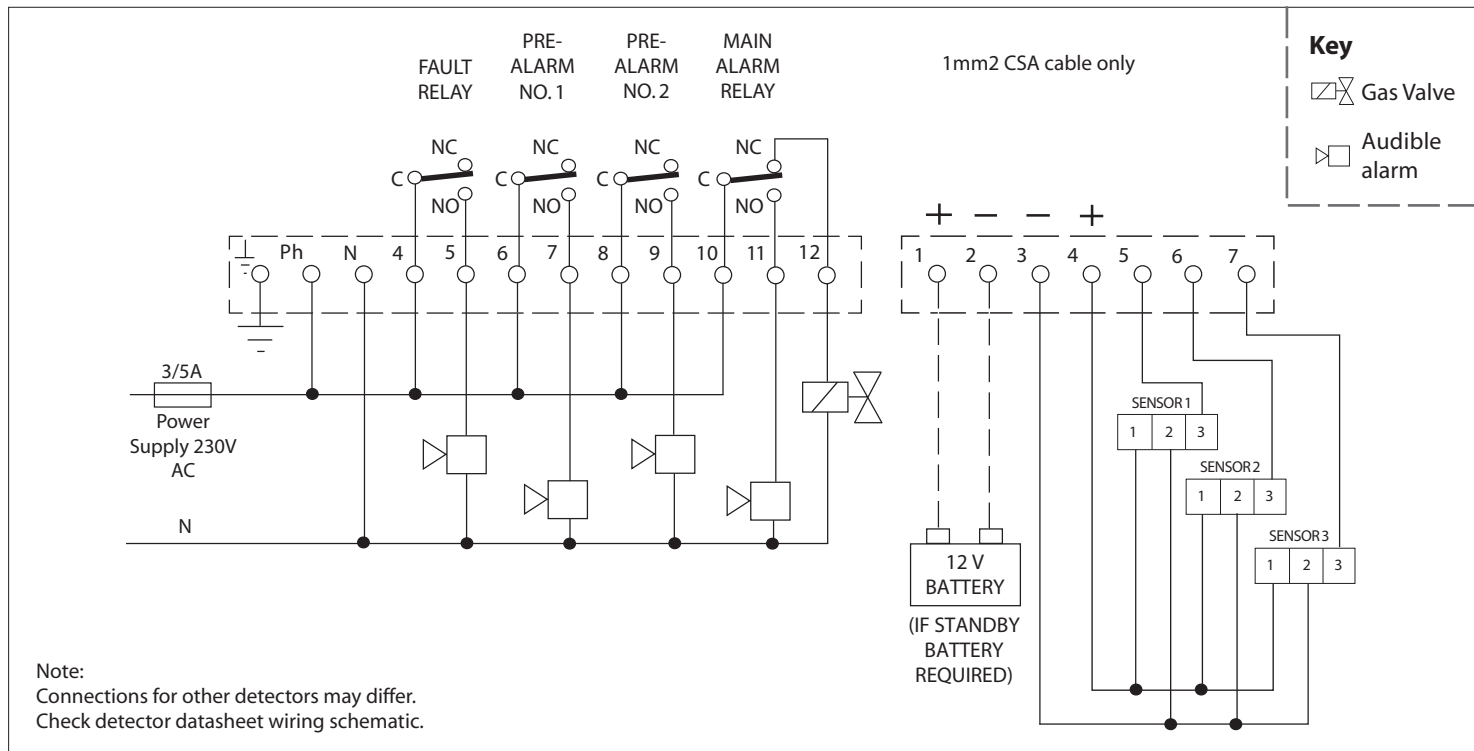 FAULT
RELAY
PRE-
ALARM
NO. 1
PRE-
ALARM
NO. 2
MAIN
ALARM
RELAY
1mm2 CSA cable only
Key
Gas Valve
Audible
alarm
NC
NC
NC
NC
C
C
C
C
NO
NO
NO
NO
+ – – +
Ph N 4 5 6 7 8 9 10 11 12
1 2 3 4 5 6 7
3/5A
Power
Supply 230V
AC
N
SENSOR 1
1 2 3
SENSOR 2
1 2 3
SENSOR 3
1 2 3
12 V
BATTERY
(IF STANDBY
BATTERY
REQUIRED)
Note:
Connections for other detectors may differ.
Check detector datasheet wiring schematic.